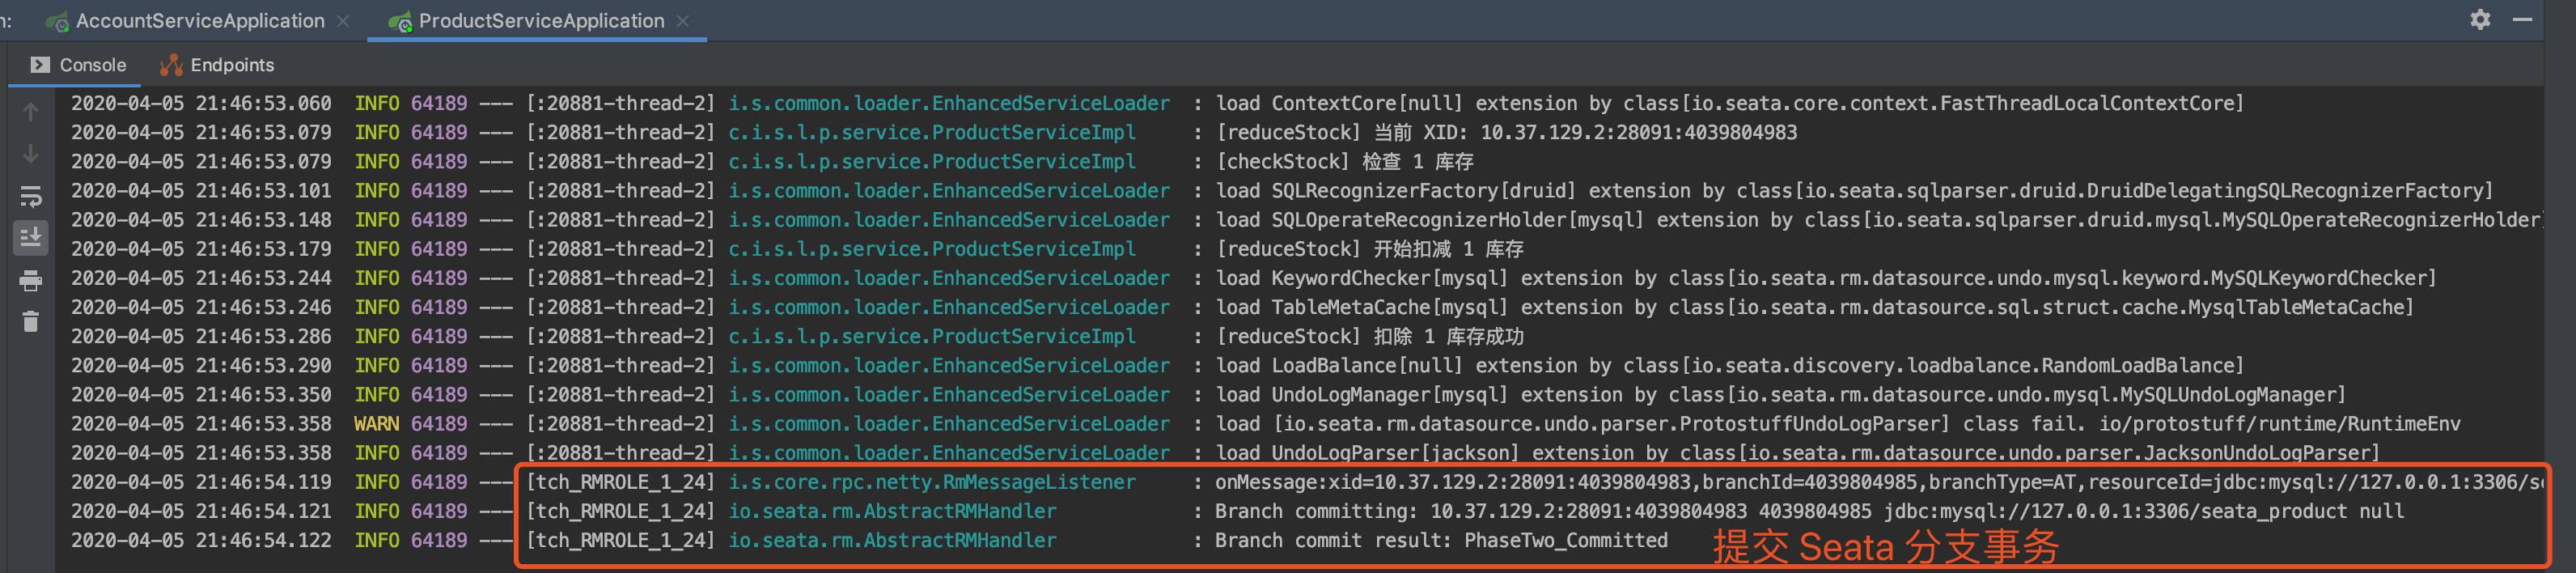 n: AccountServiceApplication ProductServiceApplication
Console Endpoints
2020-04-05 21:46:53.060 INFO 64189 --- [:20881-thread-2] i.s.common.loader.EnhancedServiceLoader : load ContextCore[null] extension by class[io.seata.core.context.FastThreadLocalContextCore]
2020-04-05 21:46:53.079 INFO 64189 --- [:20881-thread-2] c.i.s.l.p.service.ProductServiceImpl : [reduceStock] 当前 XID: 10.37.129.2:28091:4039804983
2020-04-05 21:46:53.079 INFO 64189 --- [:20881-thread-2] c.i.s.l.p.service.ProductServiceImpl : [checkStock] 检查 1 库存
2020-04-05 21:46:53.101 INFO 64189 --- [:20881-thread-2] i.s.common.loader.EnhancedServiceLoader : load SQLRecognizerFactory[druid] extension by class[io.seata.sqlparser.druid.DruidDelegatingSQLRecognizerFactory]
2020-04-05 21:46:53.148 INFO 64189 --- [:20881-thread-2] i.s.common.loader.EnhancedServiceLoader : load SQLOperateRecognizerHolder[mysql] extension by class[io.seata.sqlparser.druid.mysql.MySQLOperateRecognizerHolder]
2020-04-05 21:46:53.179 INFO 64189 --- [:20881-thread-2] c.i.s.l.p.service.ProductServiceImpl : [reduceStock] 开始扣减 1 库存
2020-04-05 21:46:53.244 INFO 64189 --- [:20881-thread-2] i.s.common.loader.EnhancedServiceLoader : load KeywordChecker[mysql] extension by class[io.seata.rm.datasource.undo.mysql.keyword.MySQLKeywordChecker]
2020-04-05 21:46:53.246 INFO 64189 --- [:20881-thread-2] i.s.common.loader.EnhancedServiceLoader : load TableMetaCache[mysql] extension by class[io.seata.rm.datasource.sql.struct.cache.MysqlTableMetaCache]
2020-04-05 21:46:53.286 INFO 64189 --- [:20881-thread-2] c.i.s.l.p.service.ProductServiceImpl : [reduceStock] 扣除 1 库存成功
2020-04-05 21:46:53.290 INFO 64189 --- [:20881-thread-2] i.s.common.loader.EnhancedServiceLoader : load LoadBalance[null] extension by class[io.seata.discovery.loadbalance.RandomLoadBalance]
2020-04-05 21:46:53.350 INFO 64189 --- [:20881-thread-2] i.s.common.loader.EnhancedServiceLoader : load UndoLogManager[mysql] extension by class[io.seata.rm.datasource.undo.mysql.MySQLUndoLogManager]
2020-04-05 21:46:53.358 WARN 64189 --- [:20881-thread-2] i.s.common.loader.EnhancedServiceLoader : load [io.seata.rm.datasource.undo.parser.ProtostuffUndoLogParser] class fail. io/protostuff/runtime/RuntimeEnv
2020-04-05 21:46:53.358 INFO 64189 --- [:20881-thread-2] i.s.common.loader.EnhancedServiceLoader : load UndoLogParser[jackson] extension by class[io.seata.rm.datasource.undo.parser.JacksonUndoLogParser]
2020-04-05 21:46:54.119 INFO 64189 --- [tch_RMROLE_1_24] i.s.core.rpc.netty.RmMessageListener : onMessage:xid=10.37.129.2:28091:4039804983,branchId=4039804985,branchType=AT,resourceId=jdbc:mysql://127.0.0.1:3306/se
2020-04-05 21:46:54.121 INFO 64189 --- [tch_RMROLE_1_24] io.seata.rm.AbstractRMHandler : Branch committing: 10.37.129.2:28091:4039804983 4039804985 jdbc:mysql://127.0.0.1:3306/seata_product null
2020-04-05 21:46:54.122 INFO 64189 --- [tch_RMROLE_1_24] io.seata.rm.AbstractRMHandler : Branch commit result: PhaseTwo_Committed
提交 Seata 分支事务